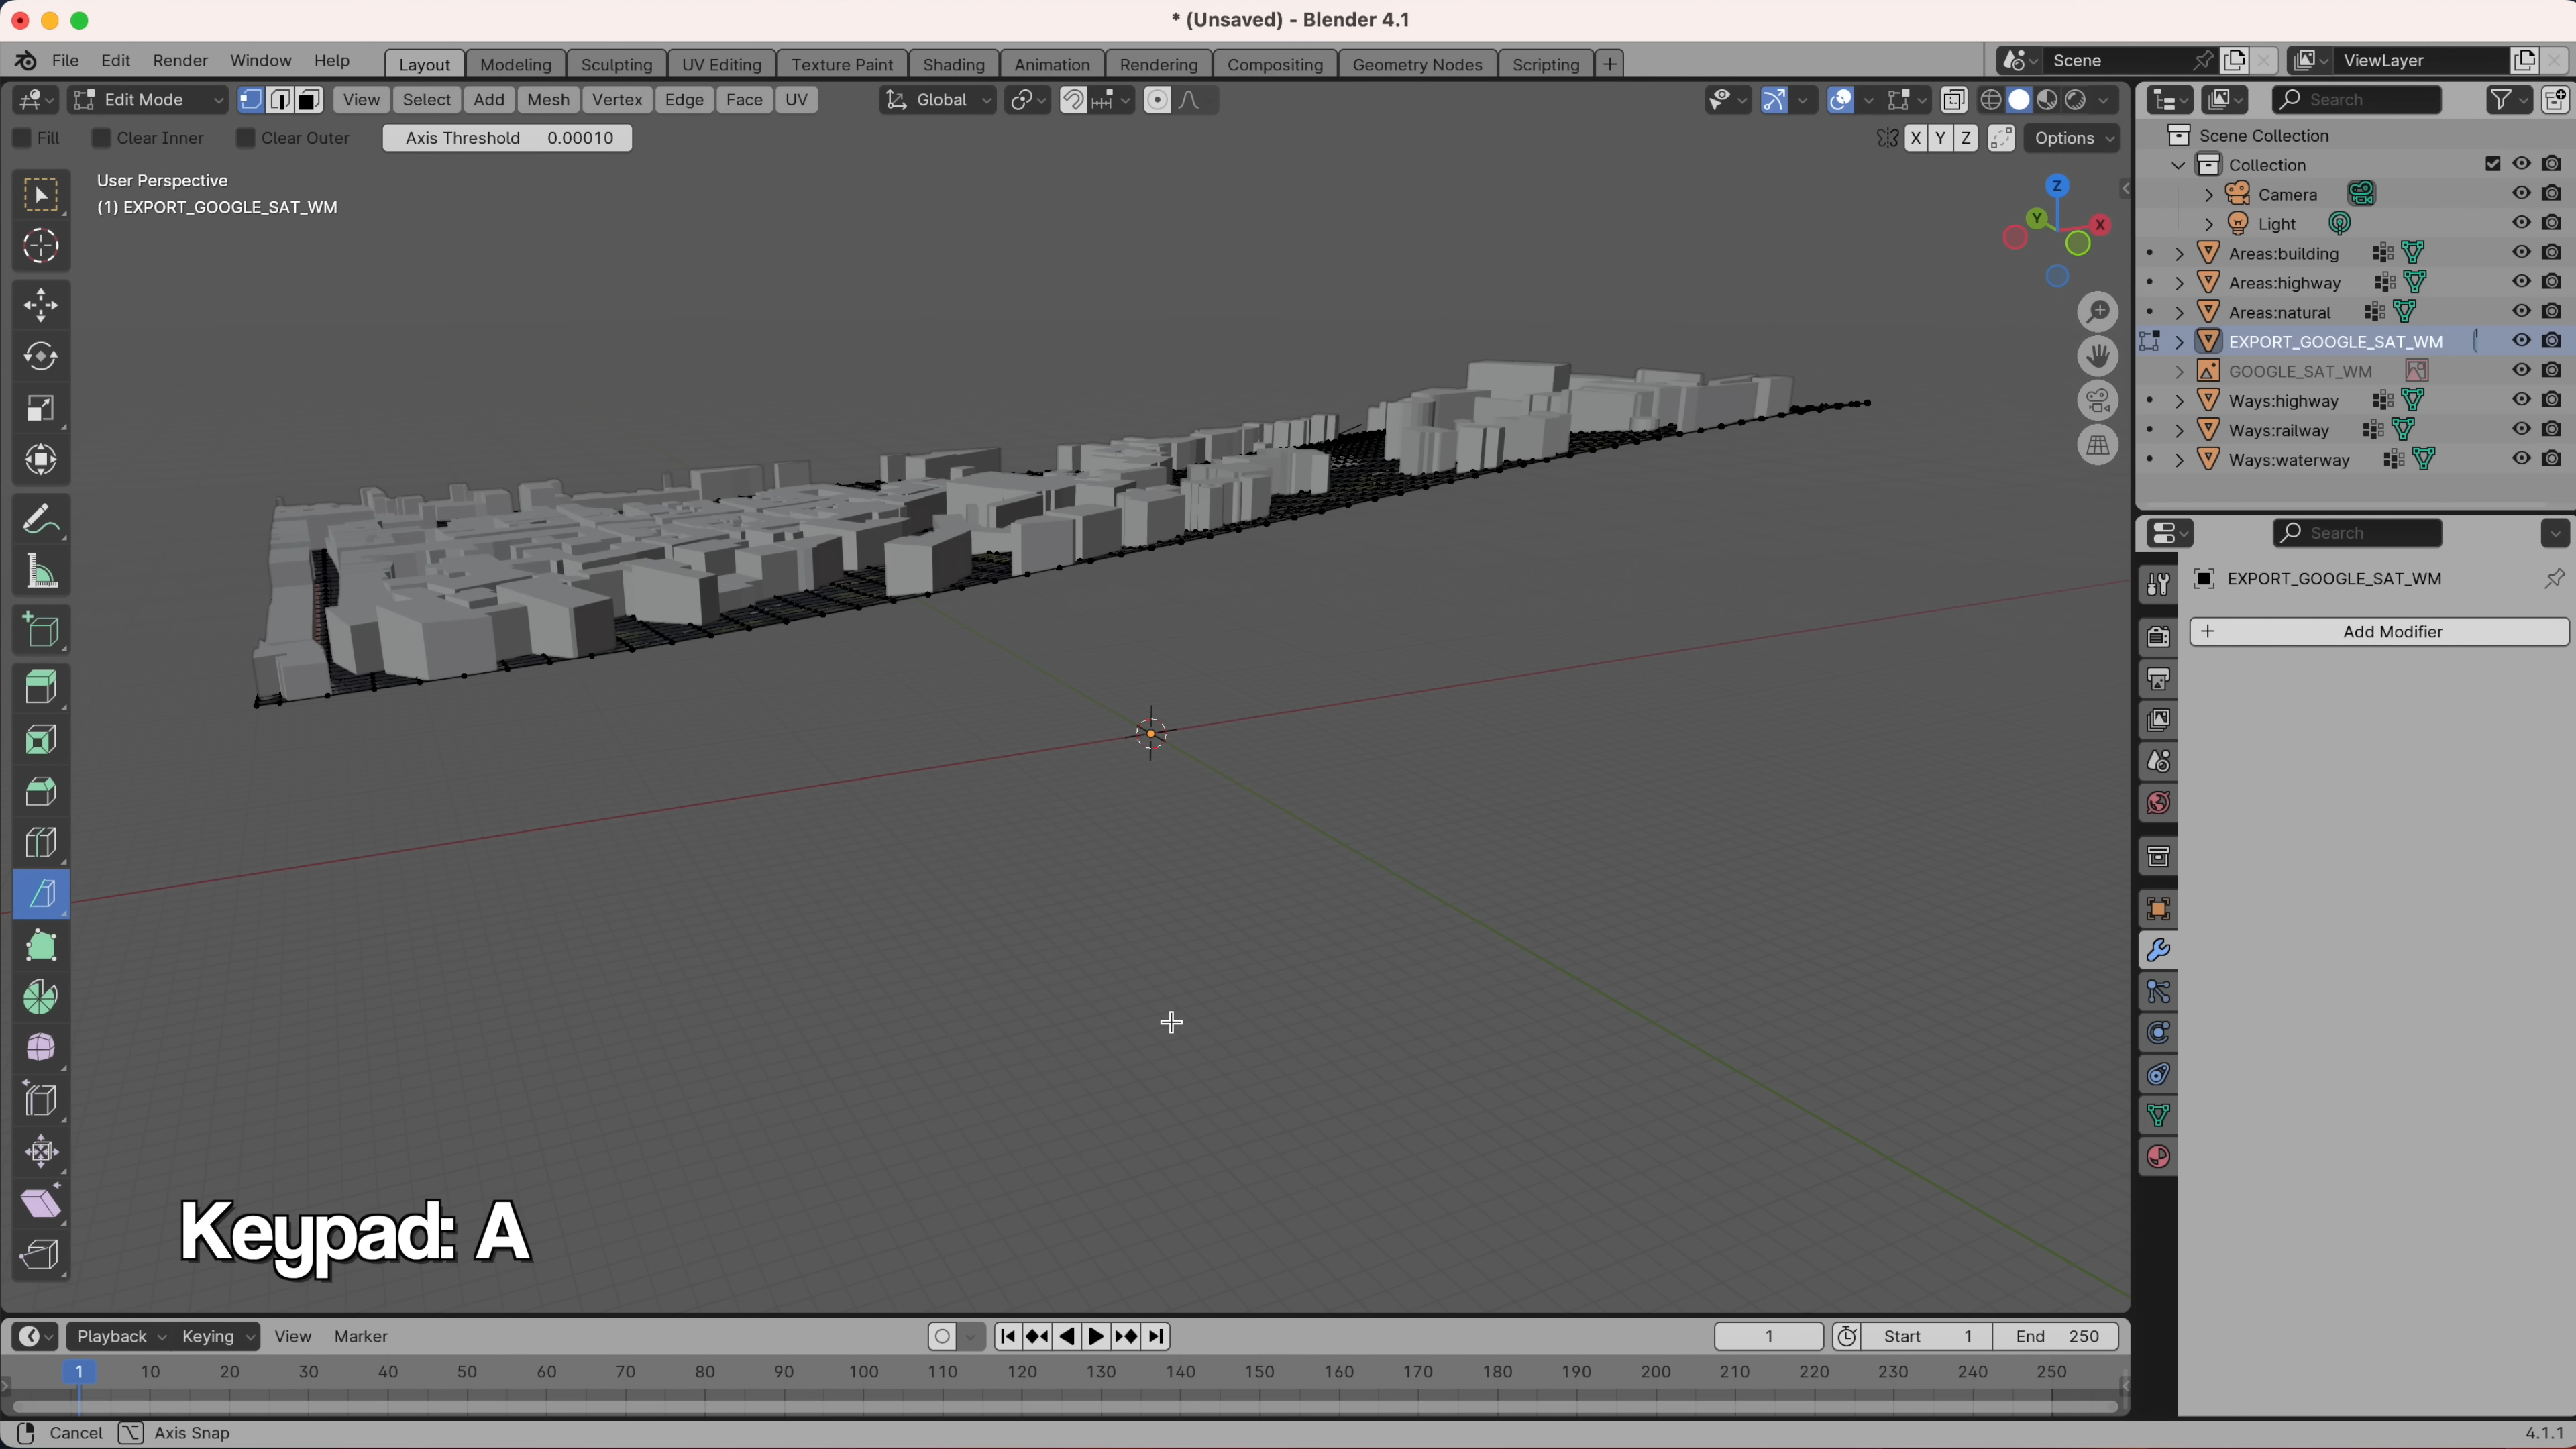 * (Unsaved) - Blender 4.1
File Edit Render Window Help Layout Modeling Sculpting UV Editing Texture Paint Shading Animation Rendering Compositing Geometry Nodes Scripting + Scene ViewLayer
Edit Mode View Select Add Mesh Vertex Edge Face UV Global Search
Fill Clear Inner Clear Outer Axis Threshold 0.00010 X Y Z Options
User Perspective
(1) EXPORT_GOOGLE_SAT_WM
Z
Y
X
Scene Collection
Collection
Camera
Light
Areas:building
Areas:highway
Areas:natural
EXPORT_GOOGLE_SAT_WM
GOOGLE_SAT_WM
Ways:highway
Ways:railway
Ways:waterway
Search
EXPORT_GOOGLE_SAT_WM
+ Add Modifier
Keypad: A
Playback Keying View Marker 1 Start 1 End 250
1 10 20 30 40 50 60 70 80 90 100 110 120 130 140 150 160 170 180 190 200 210 220 230 240 250
Cancel Axis Snap 4.1.1